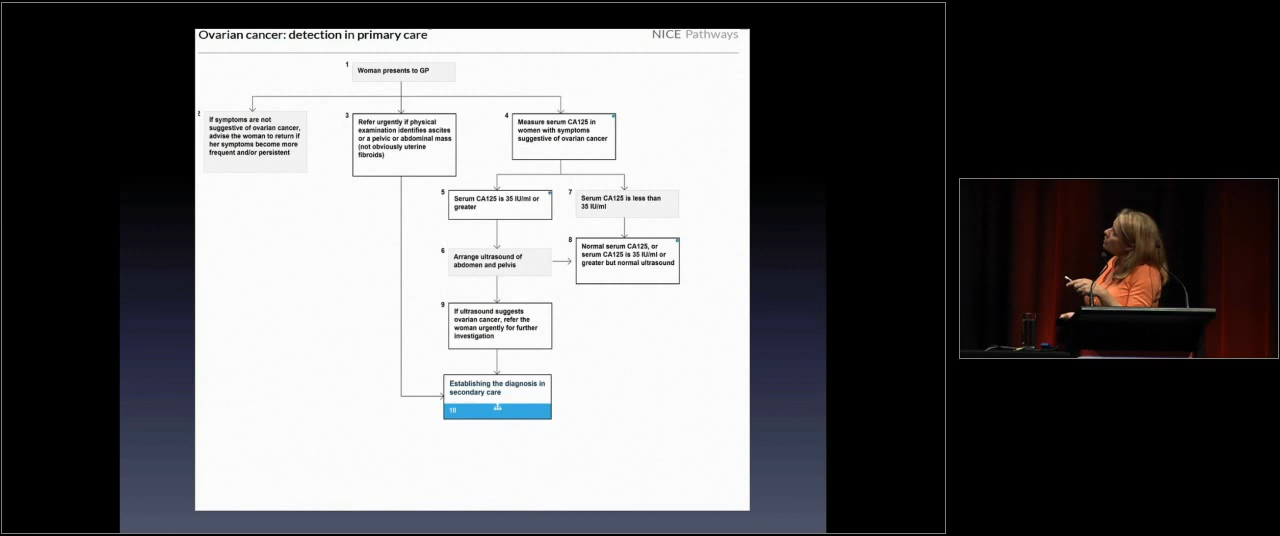 Ovarian cancer: detection in primary care
NICE Pathways
1
Woman presents to GP
2
If symptoms are not
suggestive of ovarian cancer,
advise the woman to return if
her symptoms become more
frequent and/or persistent
3
Refer urgently if physical
examination identifies ascites
or a pelvic or abdominal mass
(not obviously uterine
fibroids)
4
Measure serum CA125 in
women with symptoms
suggestive of ovarian cancer
5
Serum CA125 is 35 IU/ml or
greater
7
Serum CA125 is less than
35 IU/ml
6
Arrange ultrasound of
abdomen and pelvis
8
Normal serum CA125, or
serum CA125 is 35 IU/ml or
greater but normal ultrasound
9
If ultrasound suggests
ovarian cancer, refer the
woman urgently for further
investigation
Establishing the diagnosis in
secondary care
10